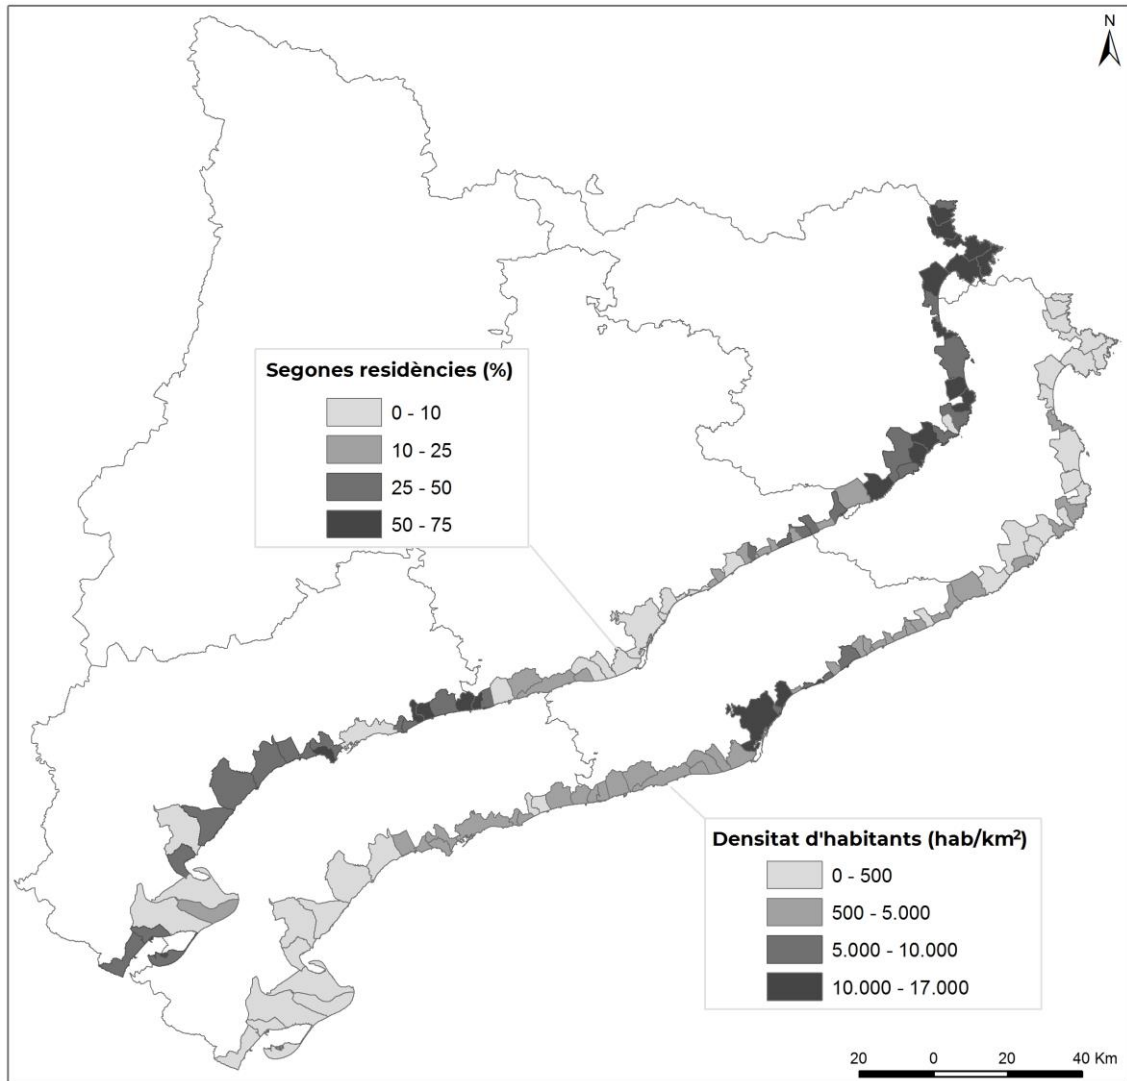 N
Segones residències (%)
0 - 10
10 - 25
25 - 50
50 - 75
Densitat d'habitants (hab/km²)
0 - 500
500 - 5.000
5.000 - 10.000
10.000 - 17.000
20 0 20 40 Km